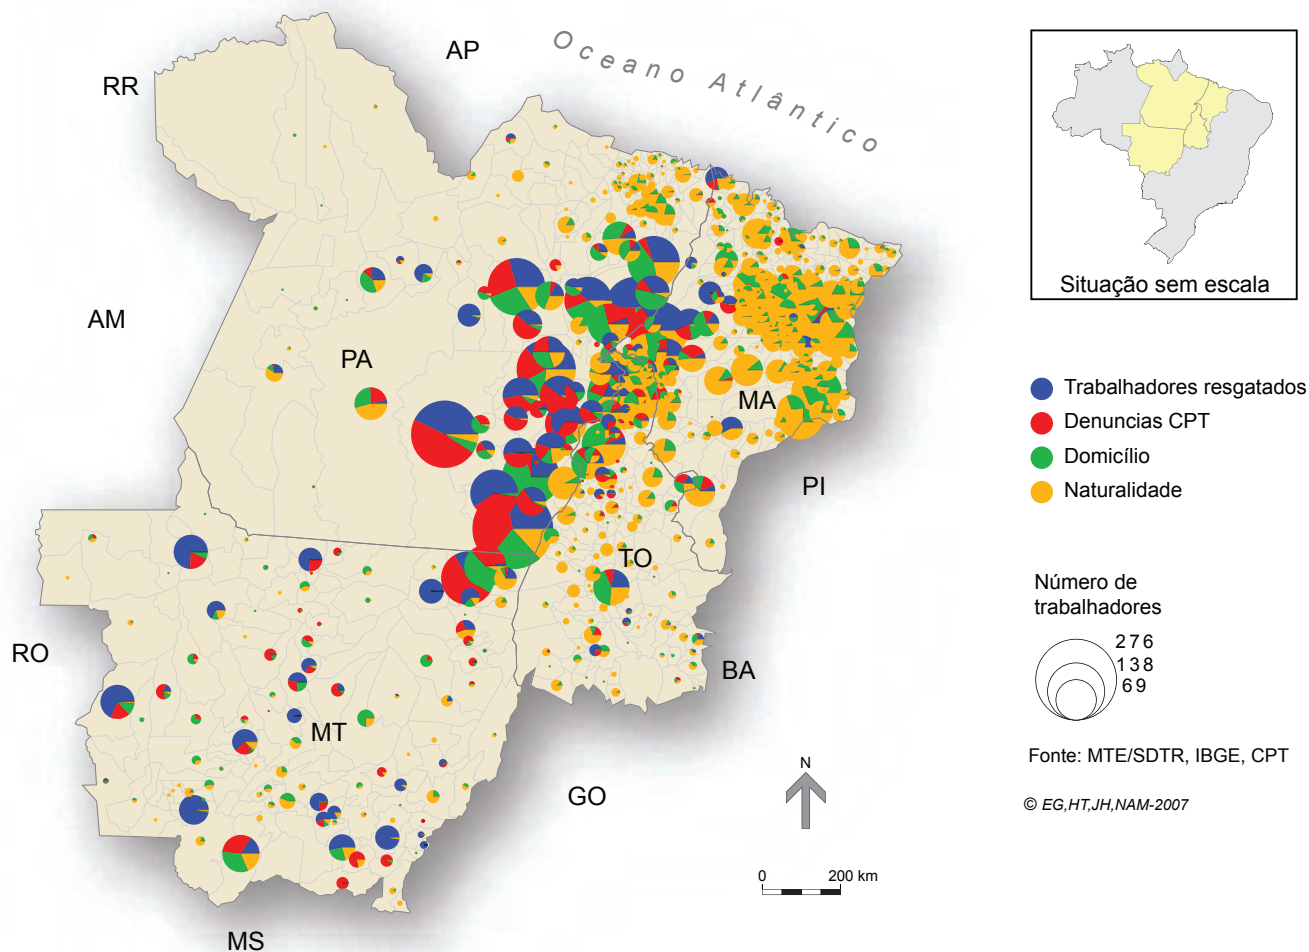 AP
Oceano Atlântico
RR
Situação sem escala
AM
PA
MA
Trabalhadores resgatados
Denuncias CPT
Domicílio
Naturalidade
PI
TO
Número de
trabalhadores
276
138
69
RO
BA
MT
Fonte: MTE/SDTR, IBGE, CPT
N
GO
© EG,HT,JH,NAM-2007
0 200 km
MS